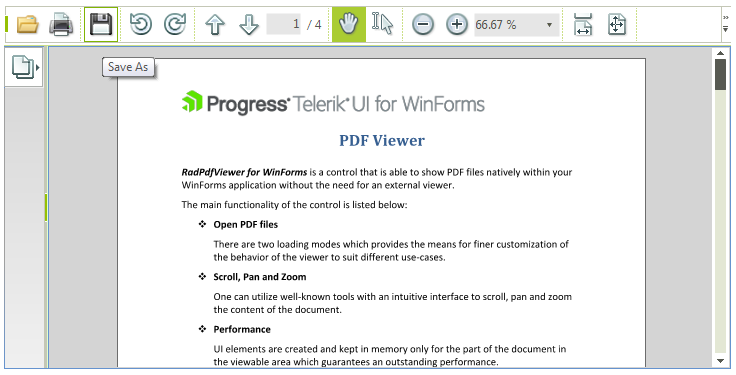 1 / 4 66.67 %
Save As
Progress® Telerik® UI for WinForms
PDF Viewer
RadPdfViewer for WinForms is a control that is able to show PDF files natively within your
WinForms application without the need for an external viewer.
The main functionality of the control is listed below:
❖ Open PDF files
There are two loading modes which provides the means for finer customization of
the behavior of the viewer to suit different use-cases.
❖ Scroll, Pan and Zoom
One can utilize well-known tools with an intuitive interface to scroll, pan and zoom
the content of the document.
❖ Performance
UI elements are created and kept in memory only for the part of the document in
the viewable area which guarantees an outstanding performance.